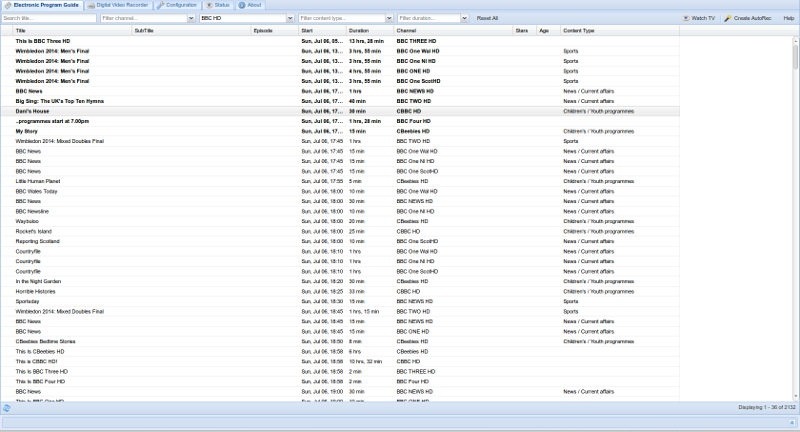 Electronic Program Guide Digital Video Recorder Configuration Status About
Search title... Filter channel... BBC HD Filter content type... Filter duration... Reset All Watch TV Create AutoRec Help
Title SubTitle Episode Start Duration Channel Stars Age Content Type
This is BBC Three HD Sun, Jul 06, 05... 13 hrs, 28 min BBC THREE HD
Wimbledon 2014: Men's Final Sun, Jul 06, 13... 3 hrs, 55 min BBC One Wal HD Sports
Wimbledon 2014: Men's Final Sun, Jul 06, 13... 3 hrs, 55 min BBC One NI HD Sports
Wimbledon 2014: Men's Final Sun, Jul 06, 13... 4 hrs, 55 min BBC ONE HD Sports
Wimbledon 2014: Men's Final Sun, Jul 06, 13... 3 hrs, 55 min BBC One ScotHD Sports
BBC News Sun, Jul 06, 17... 1 hrs BBC NEWS HD News / Current affairs
Big Sing: The UK's Top Ten Hymns Sun, Jul 06, 17... 48 min BBC TWO HD News / Current affairs
Dani's House Sun, Jul 06, 17... 30 min CBBC HD Children's / Youth programmes
..programmes start at 7.00pm Sun, Jul 06, 17... 1 hrs, 28 min BBC Four HD
My Story Sun, Jul 06, 17... 15 min CBeebies HD Children's / Youth programmes
Wimbledon 2014: Mixed Doubles Final Sun, Jul 06, 17:45 1 hrs BBC TWO HD Sports
BBC News Sun, Jul 06, 17:45 15 min BBC One Wal HD News / Current affairs
BBC News Sun, Jul 06, 17:45 15 min BBC One NI HD News / Current affairs
BBC News Sun, Jul 06, 17:45 15 min BBC One ScotHD News / Current affairs
Little Human Planet Sun, Jul 06, 17:55 5 min CBeebies HD Children's / Youth programmes
BBC Wales Today Sun, Jul 06, 18:00 10 min BBC One Wal HD News / Current affairs
BBC News Sun, Jul 06, 18:00 30 min BBC NEWS HD News / Current affairs
BBC Newsline Sun, Jul 06, 18:00 10 min BBC One NI HD News / Current affairs
Waybuloo Sun, Jul 06, 18:00 20 min CBeebies HD Children's / Youth programmes
Rocket's Island Sun, Jul 06, 18:00 25 min CBBC HD Children's / Youth programmes
Reporting Scotland Sun, Jul 06, 18:00 10 min BBC One ScotHD News / Current affairs
Countryfile Sun, Jul 06, 18:10 1 hrs BBC One Wal HD News / Current affairs
Countryfile Sun, Jul 06, 18:10 1 hrs BBC One NI HD News / Current affairs
Countryfile Sun, Jul 06, 18:10 1 hrs BBC One ScotHD News / Current affairs
In the Night Garden Sun, Jul 06, 18:20 30 min CBeebies HD Children's / Youth programmes
Horrible Histories Sun, Jul 06, 18:25 33 min CBBC HD Children's / Youth programmes
Sportsday Sun, Jul 06, 18:30 15 min BBC NEWS HD Sports
Wimbledon 2014: Mixed Doubles Final Sun, Jul 06, 18:45 1 hrs, 15 min BBC TWO HD Sports
BBC News Sun, Jul 06, 18:45 15 min BBC NEWS HD News / Current affairs
BBC News Sun, Jul 06, 18:45 15 min BBC ONE HD News / Current affairs
CBeebies Bedtime Stories Sun, Jul 06, 18:50 8 min CBeebies HD Children's / Youth programmes
This Is CBeebies HD Sun, Jul 06, 18:58 6 hrs CBeebies HD
This is CBBC HD! Sun, Jul 06, 18:58 10 hrs, 32 min CBBC HD
This Is BBC Three HD Sun, Jul 06, 18:58 2 min BBC THREE HD
This Is BBC Four HD Sun, Jul 06, 18:58 2 min BBC Four HD
BBC News Sun, Jul 06, 19:00 30 min BBC NEWS HD News / Current affairs
Displaying 1 - 36 of 2132